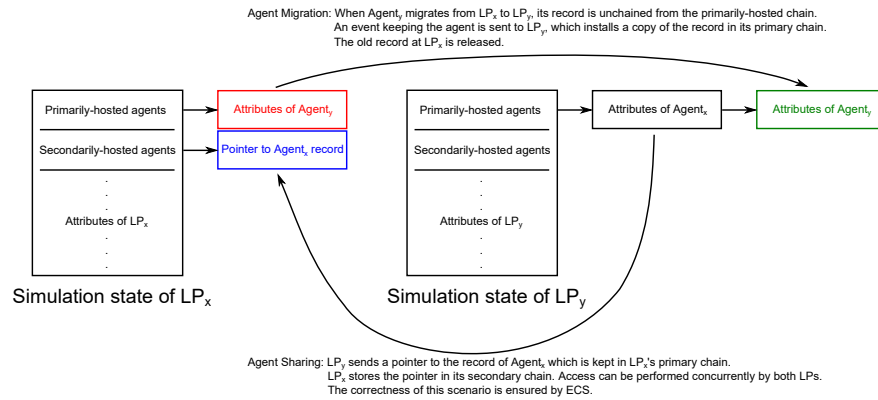 Agent Migration: When Agenty migrates from LPx to LPy, its record is unchained from the primarily-hosted chain.
An event keeping the agent is sent to LPy, which installs a copy of the record in its primary chain.
The old record at LPx is released.
Primarily-hosted agents
Attributes of Agenty
Primarily-hosted agents
Attributes of Agentx
Attributes of Agenty
Secondarily-hosted agents
Pointer to Agentx record
Secondarily-hosted agents
.
.
.
Attributes of LPx
.
.
.
.
.
.
Attributes of LPy
.
.
.
Simulation state of LPx
Simulation state of LPy
Agent Sharing: LPy sends a pointer to the record of Agentx which is kept in LPx's primary chain.
LPx stores the pointer in its secondary chain. Access can be performed concurrently by both LPs.
The correctness of this scenario is ensured by ECS.